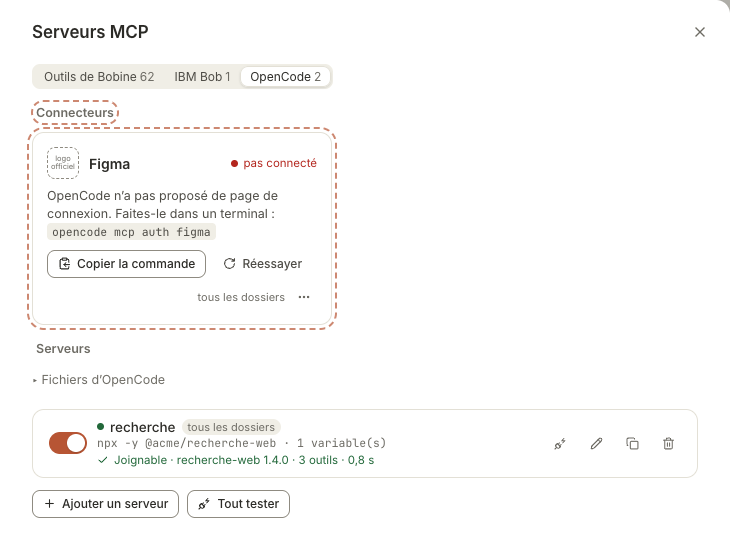 Serveurs MCP
Outils de Bobine 62
IBM Bob 1
OpenCode 2
Connecteurs
logo
officiel
Figma
pas connecté
OpenCode n’a pas proposé de page de
connexion. Faites-le dans un terminal :
opencode mcp auth figma
Copier la commande
Réessayer
tous les dossiers
Serveurs
Fichiers d’OpenCode
recherche
tous les dossiers
npx -y @acme/recherche-web · 1 variable(s)
Joignable · recherche-web 1.4.0 · 3 outils · 0,8 s
Ajouter un serveur
Tout tester